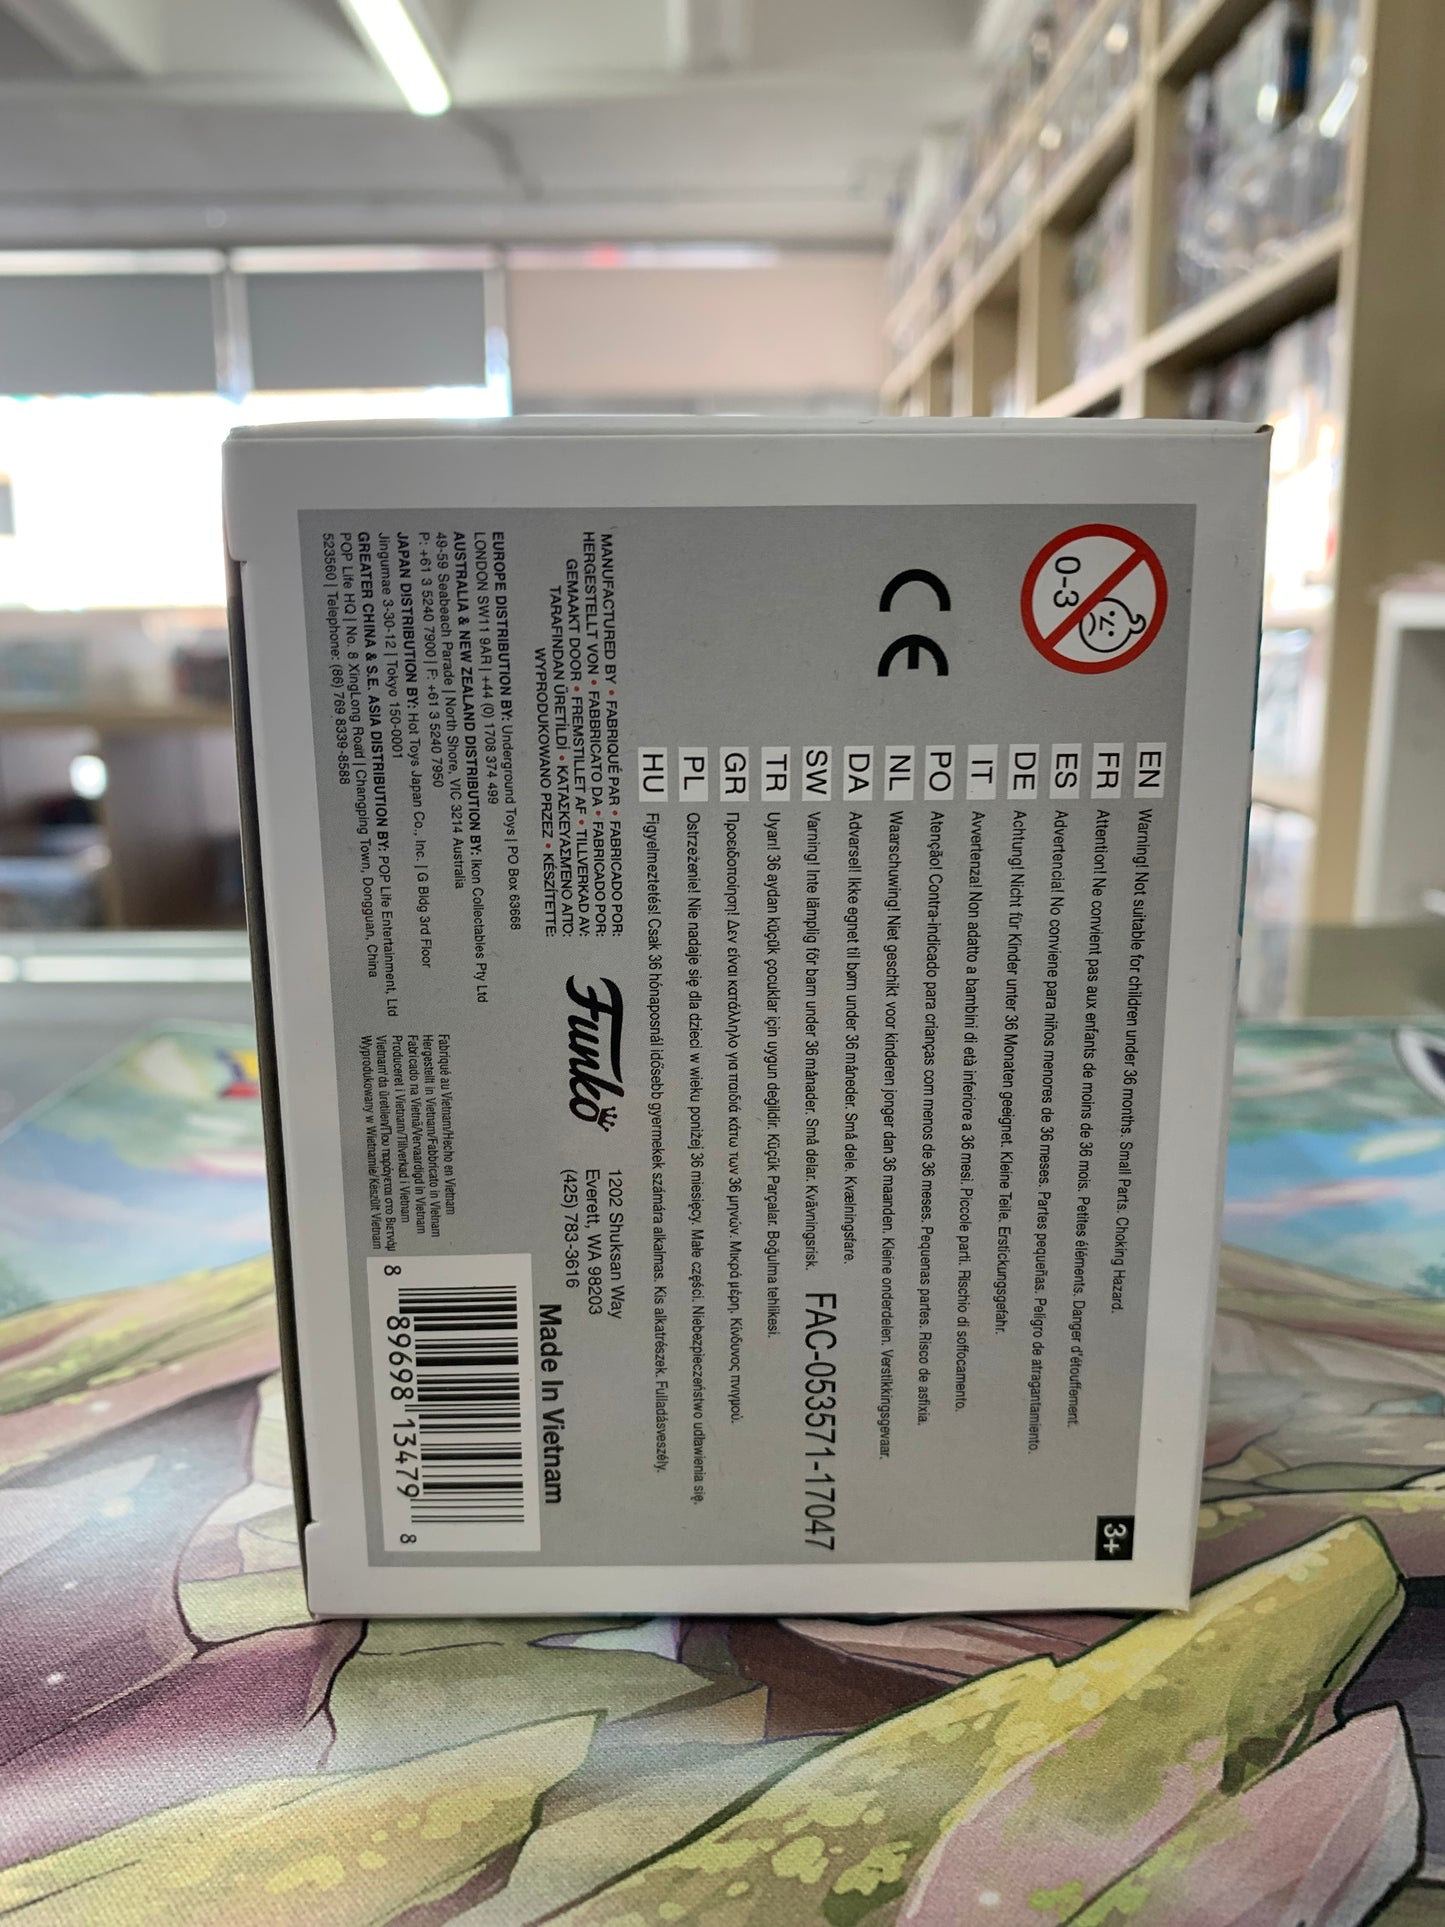 0-3
CE
EN Warning! Not suitable for children under 36 months. Small Parts. Choking Hazard.
FR Attention! Ne convient pas aux enfants de moins de 36 mois. Petites éléments. Danger d'étouffement.
ES Advertencia! No conviene para niños menores de 36 meses. Partes pequeñas. Peligro de atragantamiento.
DE Achtung! Nicht für Kinder unter 36 Monaten geeignet. Kleine Teile. Erstickungsgefahr.
IT Avvertenza! Non adatto a bambini di età inferiore a 36 mesi. Piccole parti. Rischio di soffocamento.
PO Atenção! Contra-indicado para crianças com menos de 36 meses. Pequenas partes. Risco de asfixia.
NL Waarschuwing! Niet geschikt voor kinderen jonger dan 36 maanden. Kleine onderdelen. Verstikkingsgevaar.
DA Advarsel! Ikke egnet til børn under 36 måneder. Små dele. Kvælningsfare.
SW Varning! Inte lämplig för barn under 36 månader. Små delar. Kvävningsrisk.
TR Uyarı! 36 aydan küçük çocuklar için uygun değildir. Küçük Parçalar. Boğulma tehlikesi.
GR Προειδοποίηση! Δεν είναι κατάλληλο για παιδιά κάτω των 36 μηνών. Μικρά μέρη. Κίνδυνος πνιγμού.
PL Ostrzeżenie! Nie nadaje się dla dzieci w wieku poniżej 36 miesięcy. Małe części. Niebezpieczeństwo udławienia się.
HU Figyelmeztetés! Csak 36 hónaposnál idősebb gyermekek számára alkalmas. Kis alkatrészek. Fulladásveszély.
3+
FAC-053571-17047
MANUFACTURED BY • FABRIQUÉ PAR • FABRICADO POR:
HERGESTELLT VON • FABBRICATO DA • FABRICADO POR:
GEMAAKT DOOR • FREMSTILLET AF • TILLVERKAD AV:
TARAFINDAN ÜRETİLDİ • ΚΑΤΑΣΚΕΥΑΣΜΕΝΟ ΑΠΟ:
WYPRODUKOWANO PRZEZ • KÉSZÍTETTE:
Funko
1202 Shuksan Way
Everett, WA 98203
(425) 783-3616
Made In Vietnam
EUROPE DISTRIBUTION BY: Underground Toys | PO Box 63668
LONDON SW11 9AR | +44 (0) 1708 374 499
AUSTRALIA & NEW ZEALAND DISTRIBUTION BY: Ikon Collectables Pty Ltd
49-59 Seabeach Parade | North Shore, VIC 3214 Australia
P: +61 3 5240 7900 | F: +61 3 5240 7950
JAPAN DISTRIBUTION BY: Hot Toys Japan Co., Inc. | G Bldg 3rd Floor
Jingumae 3-30-12 | Tokyo 150-0001
GREATER CHINA & S.E. ASIA DISTRIBUTION BY: POP Life Entertainment, Ltd
POP Life HQ | No. 8 XingLong Road | Changping Town, Dongguan, China
523560 | Telephone: (86) 769 8339-8588
Fabriqué au Vietnam/Hecho en Vietnam
Hergestellt in Vietnam/Fabbricato in Vietnam
Fabricado na Vietnã/Vervaardigd in Vietnam
Produceret i Vietnam/Tillverkad i Vietnam
Vietnam'da üretilen/Που παράγεται στο Βιετνάμ
Wyprodukowany w Wietnamie/Készült Vietnam
8 89698 13479 8